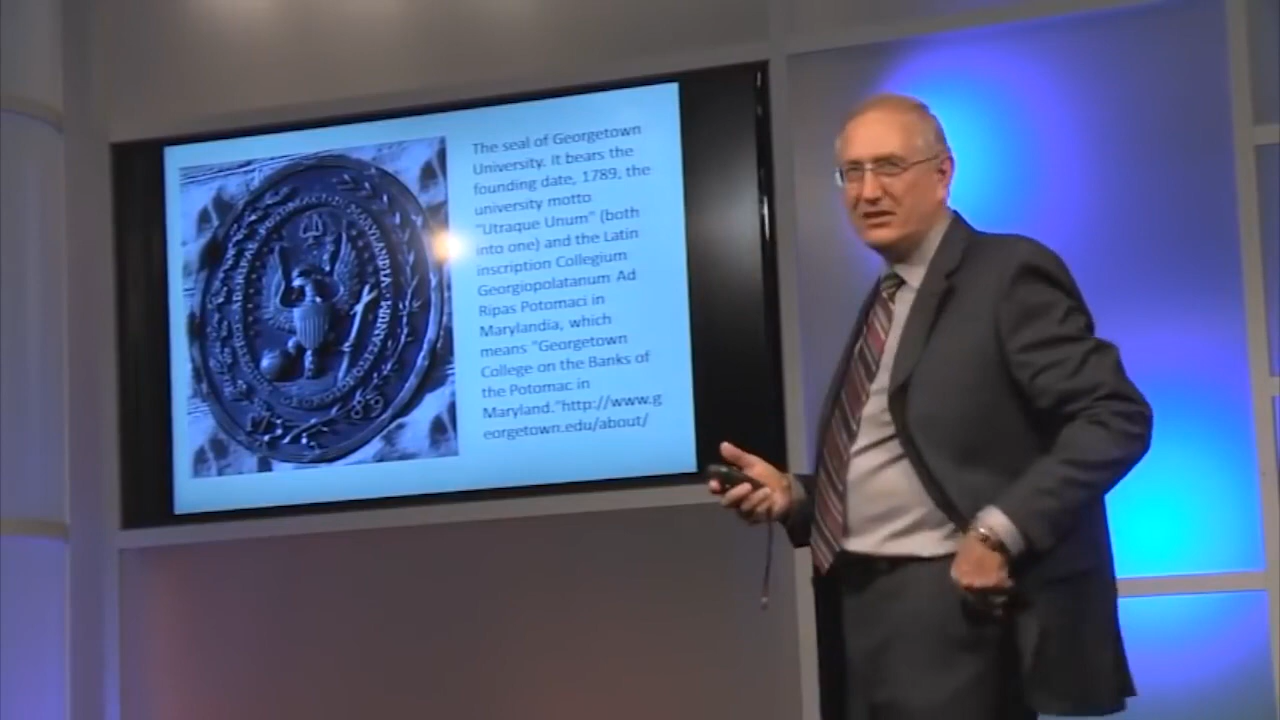 The seal of Georgetown
University. It bears the
founding date, 1789, the
university motto
"Utraque Unum" (both
into one) and the Latin
inscription Collegium
Georgiopolatanum Ad
Ripas Potomaci in
Marylandia, which
means "Georgetown
College on the Banks of
the Potomac in
Maryland."http://www.g
eorgetown.edu/about/